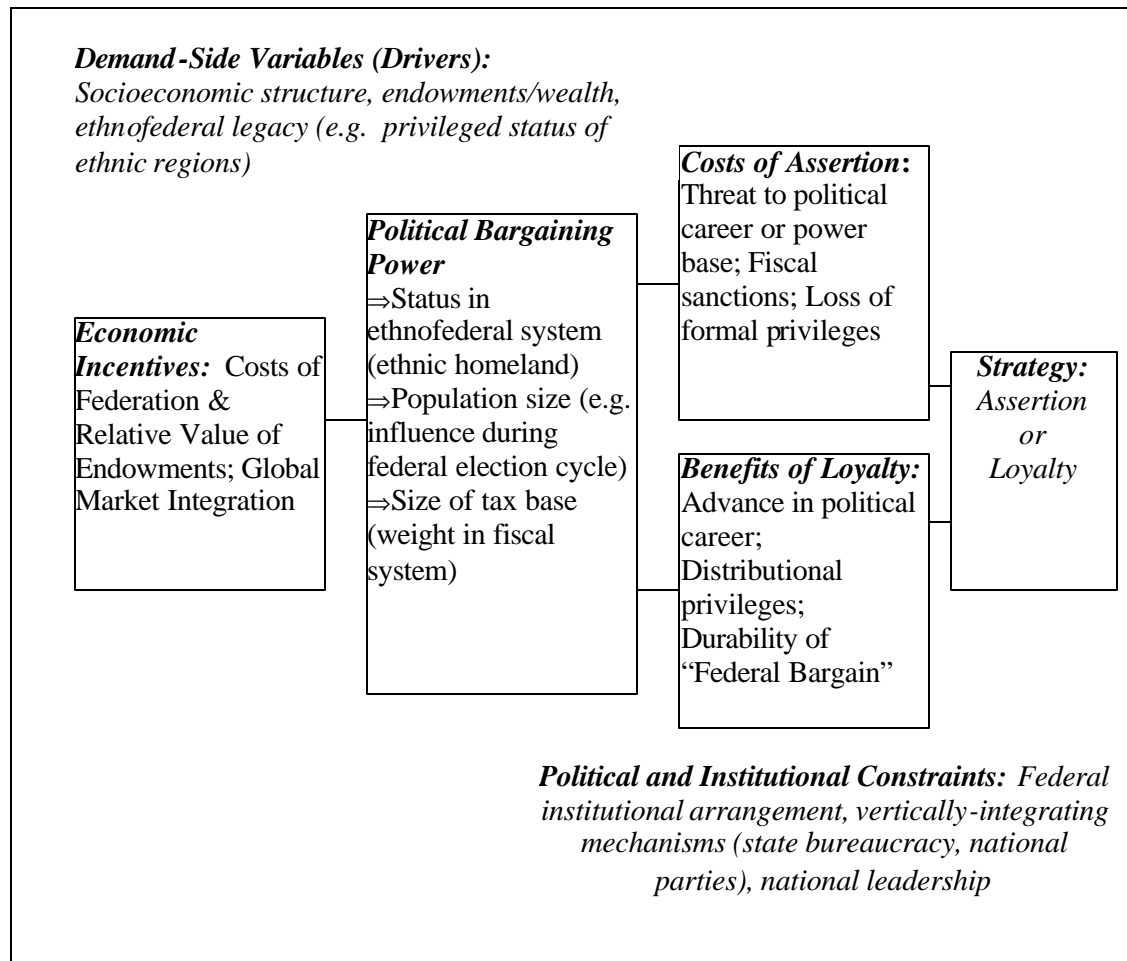 Demand-Side Variables (Drivers):
Socioeconomic structure, endowments/wealth,
ethnofederal legacy (e.g. privileged status of
ethnic regions)
Economic
Incentives: Costs of
Federation &
Relative Value of
Endowments; Global
Market Integration
Political Bargaining
Power
⇒Status in
ethnofederal system
(ethnic homeland)
⇒Population size (e.g.
influence during
federal election cycle)
⇒Size of tax base
(weight in fiscal
system)
Costs of Assertion:
Threat to political
career or power
base; Fiscal
sanctions; Loss of
formal privileges
Benefits of Loyalty:
Advance in political
career;
Distributional
privileges;
Durability of
“Federal Bargain”
Strategy:
Assertion
or
Loyalty
Political and Institutional Constraints: Federal
institutional arrangement, vertically-integrating
mechanisms (state bureaucracy, national
parties), national leadership